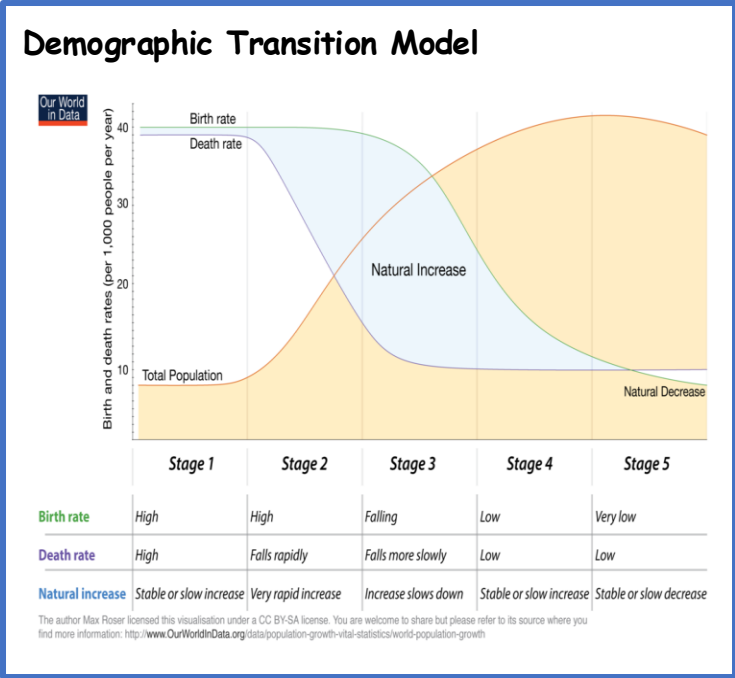 Demographic Transition Model
Our World
in Data
Birth and death rates (per 1,000 people per year)
40
30
20
10
Birth rate
Death rate
Natural Increase
Total Population
Natural Decrease
Stage 1 Stage 2 Stage 3 Stage 4 Stage 5
Birth rate High High Falling Low Very low
Death rate High Falls rapidly Falls more slowly Low Low
Natural increase Stable or slow increase Very rapid increase Increase slows down Stable or slow increase Stable or slow decrease
The author Max Roser licensed this visualisation under a CC BY-SA license. You are welcome to share but please refer to its source where you
find more information: http://www.OurWorldInData.org/data/population-growth-vital-statistics/world-population-growth